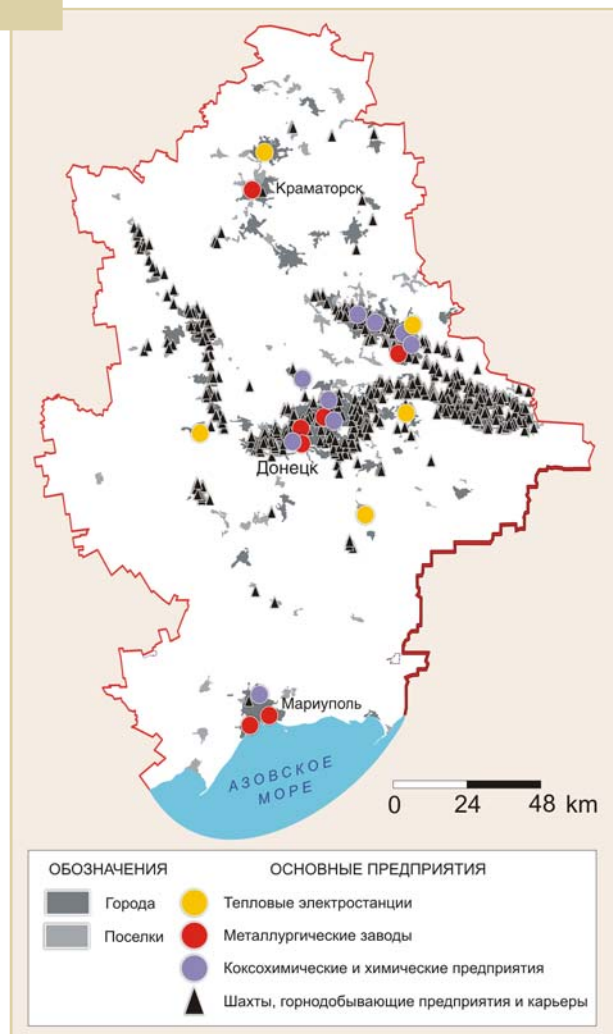 Краматорск
Донецк
Мариуполь
АЗОВСКОЕ
МОРЕ
0 24 48 km
ОБОЗНАЧЕНИЯ
Города
Поселки
ОСНОВНЫЕ ПРЕДПРИЯТИЯ
Тепловые электростанции
Металлургические заводы
Коксохимические и химические предприятия
Шахты, горнодобывающие предприятия и карьеры